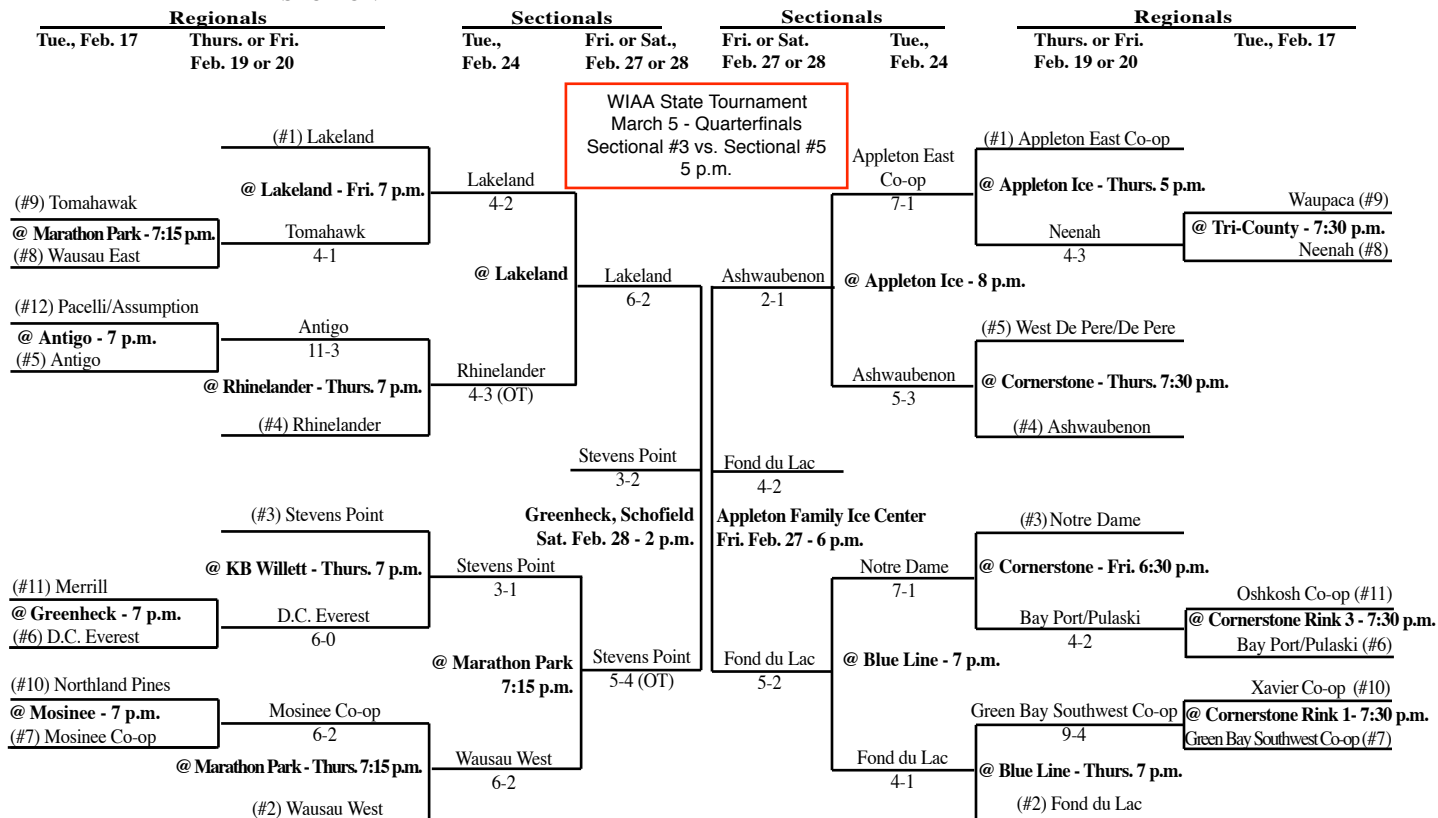 Regionals
Sectionals
Sectionals
Regionals
Tue., Feb. 17
Thurs. or Fri.
Feb. 19 or 20
Tue.,
Feb. 24
Fri. or Sat.,
Feb. 27 or 28
Fri. or Sat.
Feb. 27 or 28
Tue.,
Feb. 24
Thurs. or Fri.
Feb. 19 or 20
Tue., Feb. 17
WIAA State Tournament
March 5 - Quarterfinals
Sectional #3 vs. Sectional #5
5 p.m.
(#1) Lakeland
@ Lakeland - Fri. 7 p.m.
(#9) Tomahawak
@ Marathon Park - 7:15 p.m.
(#8) Wausau East
Tomahawk
4-1
Lakeland
4-2
@ Lakeland
Lakeland
6-2
(#12) Pacelli/Assumption
@ Antigo - 7 p.m.
(#5) Antigo
Antigo
11-3
@ Rhinelander - Thurs. 7 p.m.
(#4) Rhinelander
Rhinelander
4-3 (OT)
Stevens Point
3-2
Greenheck, Schofield
Sat. Feb. 28 - 2 p.m.
(#3) Stevens Point
@ KB Willett - Thurs. 7 p.m.
(#11) Merrill
@ Greenheck - 7 p.m.
(#6) D.C. Everest
D.C. Everest
6-0
Stevens Point
3-1
@ Marathon Park
7:15 p.m.
Stevens Point
5-4 (OT)
(#10) Northland Pines
@ Mosinee - 7 p.m.
(#7) Mosinee Co-op
Mosinee Co-op
6-2
@ Marathon Park - Thurs. 7:15 p.m.
(#2) Wausau West
Wausau West
6-2
Appleton East
Co-op
7-1
(#1) Appleton East Co-op
@ Appleton Ice - Thurs. 5 p.m.
Waupaca (#9)
@ Tri-County - 7:30 p.m.
Neenah (#8)
Neenah
4-3
Ashwaubenon
2-1
@ Appleton Ice - 8 p.m.
(#5) West De Pere/De Pere
Ashwaubenon
5-3
@ Cornerstone - Thurs. 7:30 p.m.
(#4) Ashwaubenon
Fond du Lac
4-2
Appleton Family Ice Center
Fri. Feb. 27 - 6 p.m.
(#3) Notre Dame
Notre Dame
7-1
@ Cornerstone - Fri. 6:30 p.m.
Oshkosh Co-op (#11)
@ Cornerstone Rink 3 - 7:30 p.m.
Bay Port/Pulaski (#6)
Bay Port/Pulaski
4-2
Fond du Lac
5-2
@ Blue Line - 7 p.m.
Xavier Co-op (#10)
@ Cornerstone Rink 1- 7:30 p.m.
Green Bay Southwest Co-op (#7)
Green Bay Southwest Co-op
9-4
Fond du Lac
4-1
@ Blue Line - Thurs. 7 p.m.
(#2) Fond du Lac